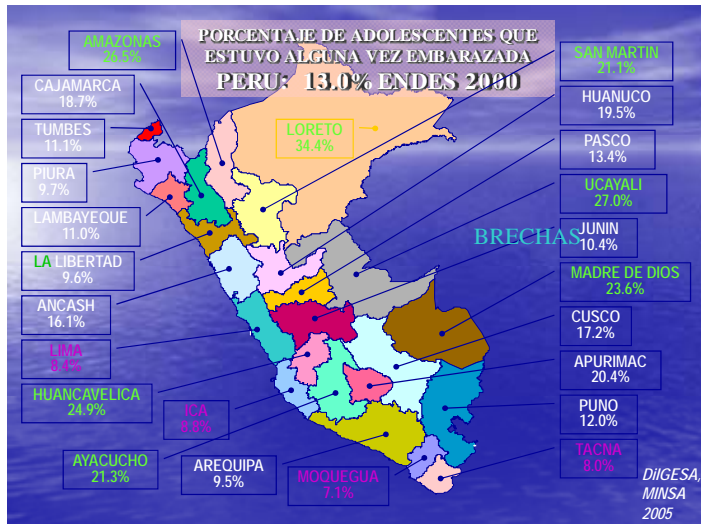 PORCENTAJE DE ADOLESCENTES QUE
ESTUVO ALGUNA VEZ EMBARAZADA
PERU: 13.0% ENDES 2000
AMAZONAS
26.5%
CAJAMARCA
18.7%
TUMBES
11.1%
PIURA
9.7%
LAMBAYEQUE
11.0%
LA LIBERTAD
9.6%
ANCASH
16.1%
LIMA
8.4%
HUANCAVELICA
24.9%
ICA
8.8%
AYACUCHO
21.3%
AREQUIPA
9.5%
MOQUEGUA
7.1%
LORETO
34.4%
SAN MARTIN
21.1%
HUANUCO
19.5%
PASCO
13.4%
UCAYALI
27.0%
BRECHAS
JUNIN
10.4%
MADRE DE DIOS
23.6%
CUSCO
17.2%
APURIMAC
20.4%
PUNO
12.0%
TACNA
8.0%
DiIGESA,
MINSA
2005